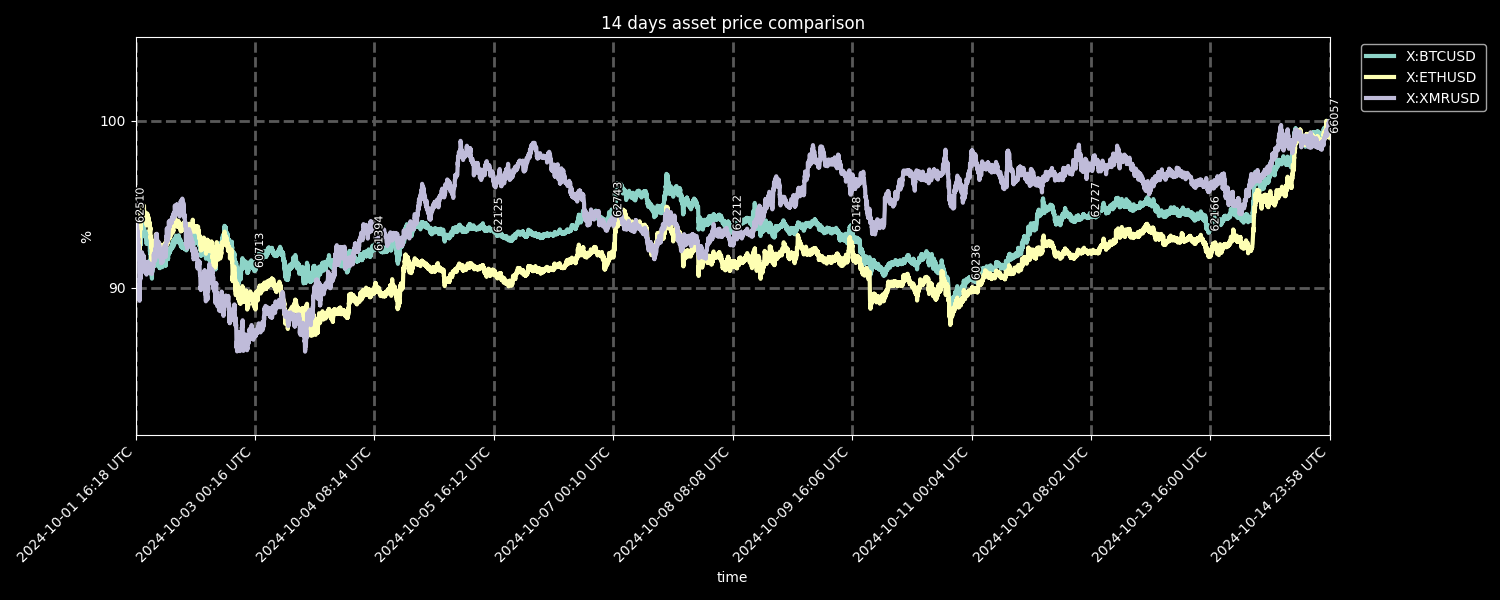 14 days asset price comparison
X:BTCUSD
X:ETHUSD
X:XMRUSD
100
90
%
62510
60713
61394
62125
62743
62212
62148
60236
62727
62166
66057
2024-10-01 16:18 UTC
2024-10-03 00:16 UTC
2024-10-04 08:14 UTC
2024-10-05 16:12 UTC
2024-10-07 00:10 UTC
2024-10-08 08:08 UTC
2024-10-09 16:06 UTC
2024-10-11 00:04 UTC
2024-10-12 08:02 UTC
2024-10-13 16:00 UTC
2024-10-14 23:58 UTC
time